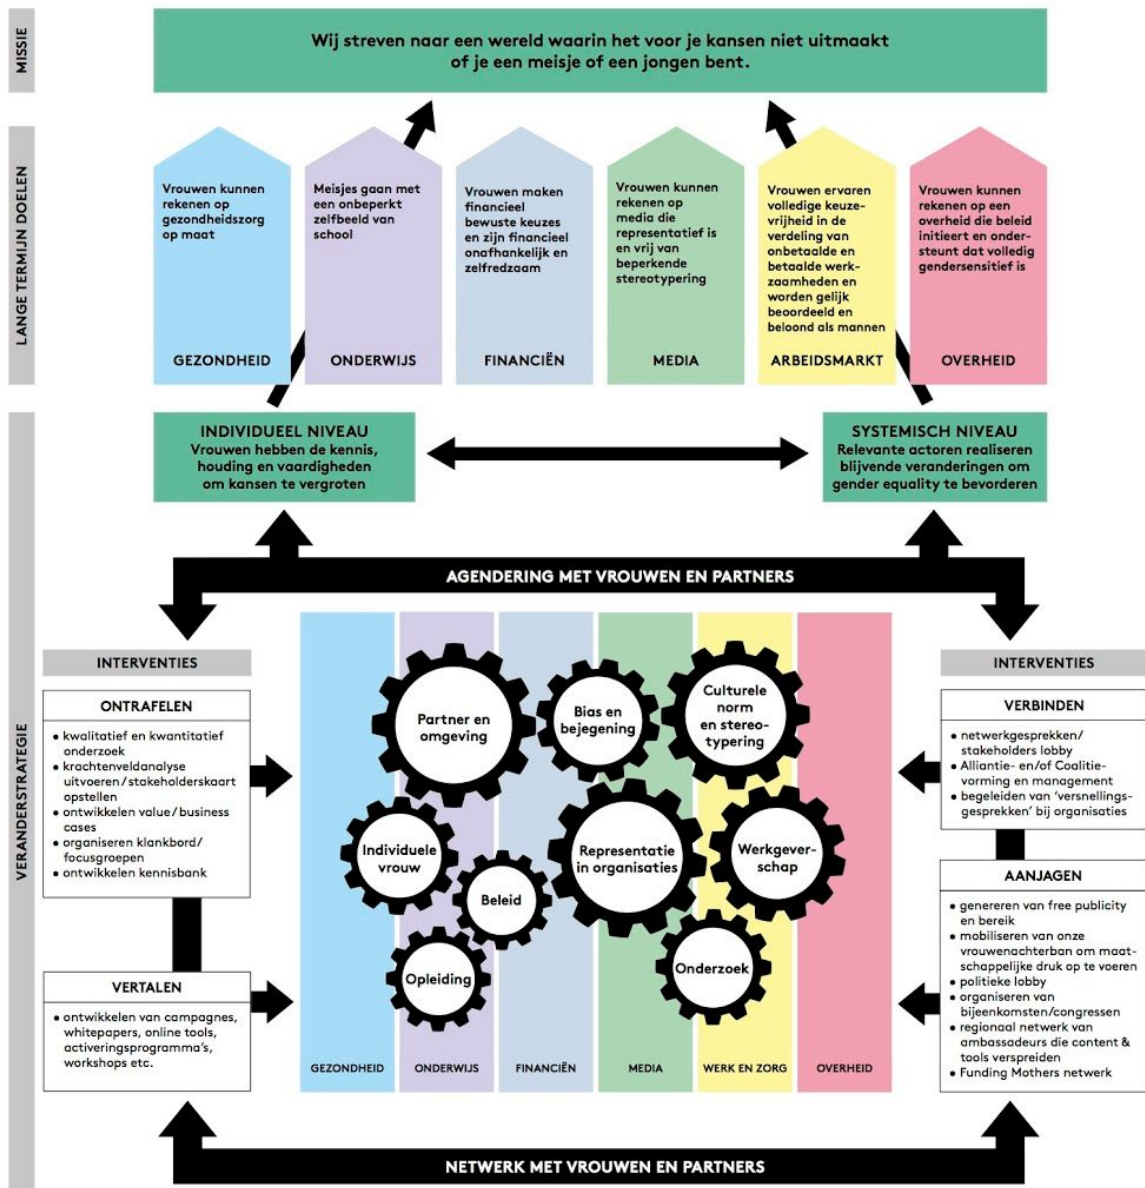 MISSIE
Wij streven naar een wereld waarin het voor je kansen niet uitmaakt
of je een meisje of een jongen bent.
LANGE TERMIJN DOELEN
Vrouwen kunnen
rekenen op
gezondheidszorg
op maat
GEZONDHEID
Meisjes gaan met
een onbeperkt
zelfbeeld van
school
ONDERWIJS
Vrouwen maken
financieel
bewuste keuzes
en zijn financieel
onafhankelijk en
zelfredzaam
FINANCIËN
Vrouwen kunnen
rekenen op
media die
representatief is
en vrij van
beperkende
stereotypering
MEDIA
Vrouwen ervaren
volledige keuze-
vrijheid in de
verdeling van
onbetaalde en
betaalde werk-
zaamheden en
worden gelijk
beoordeeld en
beloond als mannen
ARBEIDSMARKT
Vrouwen kunnen
rekenen op een
overheid die beleid
initieert en onder-
steunt dat volledig
gendersensitief is
OVERHEID
VERANDERSTRATEGIE
INDIVIDUEEL NIVEAU
Vrouwen hebben de kennis,
houding en vaardigheden
om kansen te vergroten
SYSTEMISCH NIVEAU
Relevante actoren realiseren
blijvende veranderingen om
gender equality te bevorderen
AGENDERING MET VROUWEN EN PARTNERS
INTERVENTIES
ONTRAFELEN
• kwalitatief en kwantitatief
onderzoek
• krachtenveldanalyse
uitvoeren/stakeholderskaart
opstellen
• ontwikkelen value/business
cases
• organiseren klankbord/
focusgroepen
• ontwikkelen kennisbank
VERTALEN
• ontwikkelen van campagnes,
whitepapers, online tools,
activeringsprogramma's,
workshops etc.
Partner en
omgeving
Bias en
bejegening
Culturele
norm
en stereo-
typering
Individuele
vrouw
Beleid
Representatie
in organisaties
Werkgever-
schap
Opleiding
Onderzoek
GEZONDHEID
ONDERWIJS
FINANCIËN
MEDIA
WERK EN ZORG
OVERHEID
INTERVENTIES
VERBINDEN
• netwerkgesprekken/
stakeholders lobby
• Alliantie- en/of Coalitie-
vorming en management
• begeleiden van 'versnellings-
gesprekken' bij organisaties
AANJAGEN
• genereren van free publicity
en bereik
• mobiliseren van onze
vrouwenachterban om maat-
schappelijke druk op te voeren
• politieke lobby
• organiseren van
bijeenkomsten/congressen
• regionaal netwerk van
ambassadeurs die content &
tools verspreiden
• Funding Mothers netwerk
NETWERK MET VROUWEN EN PARTNERS